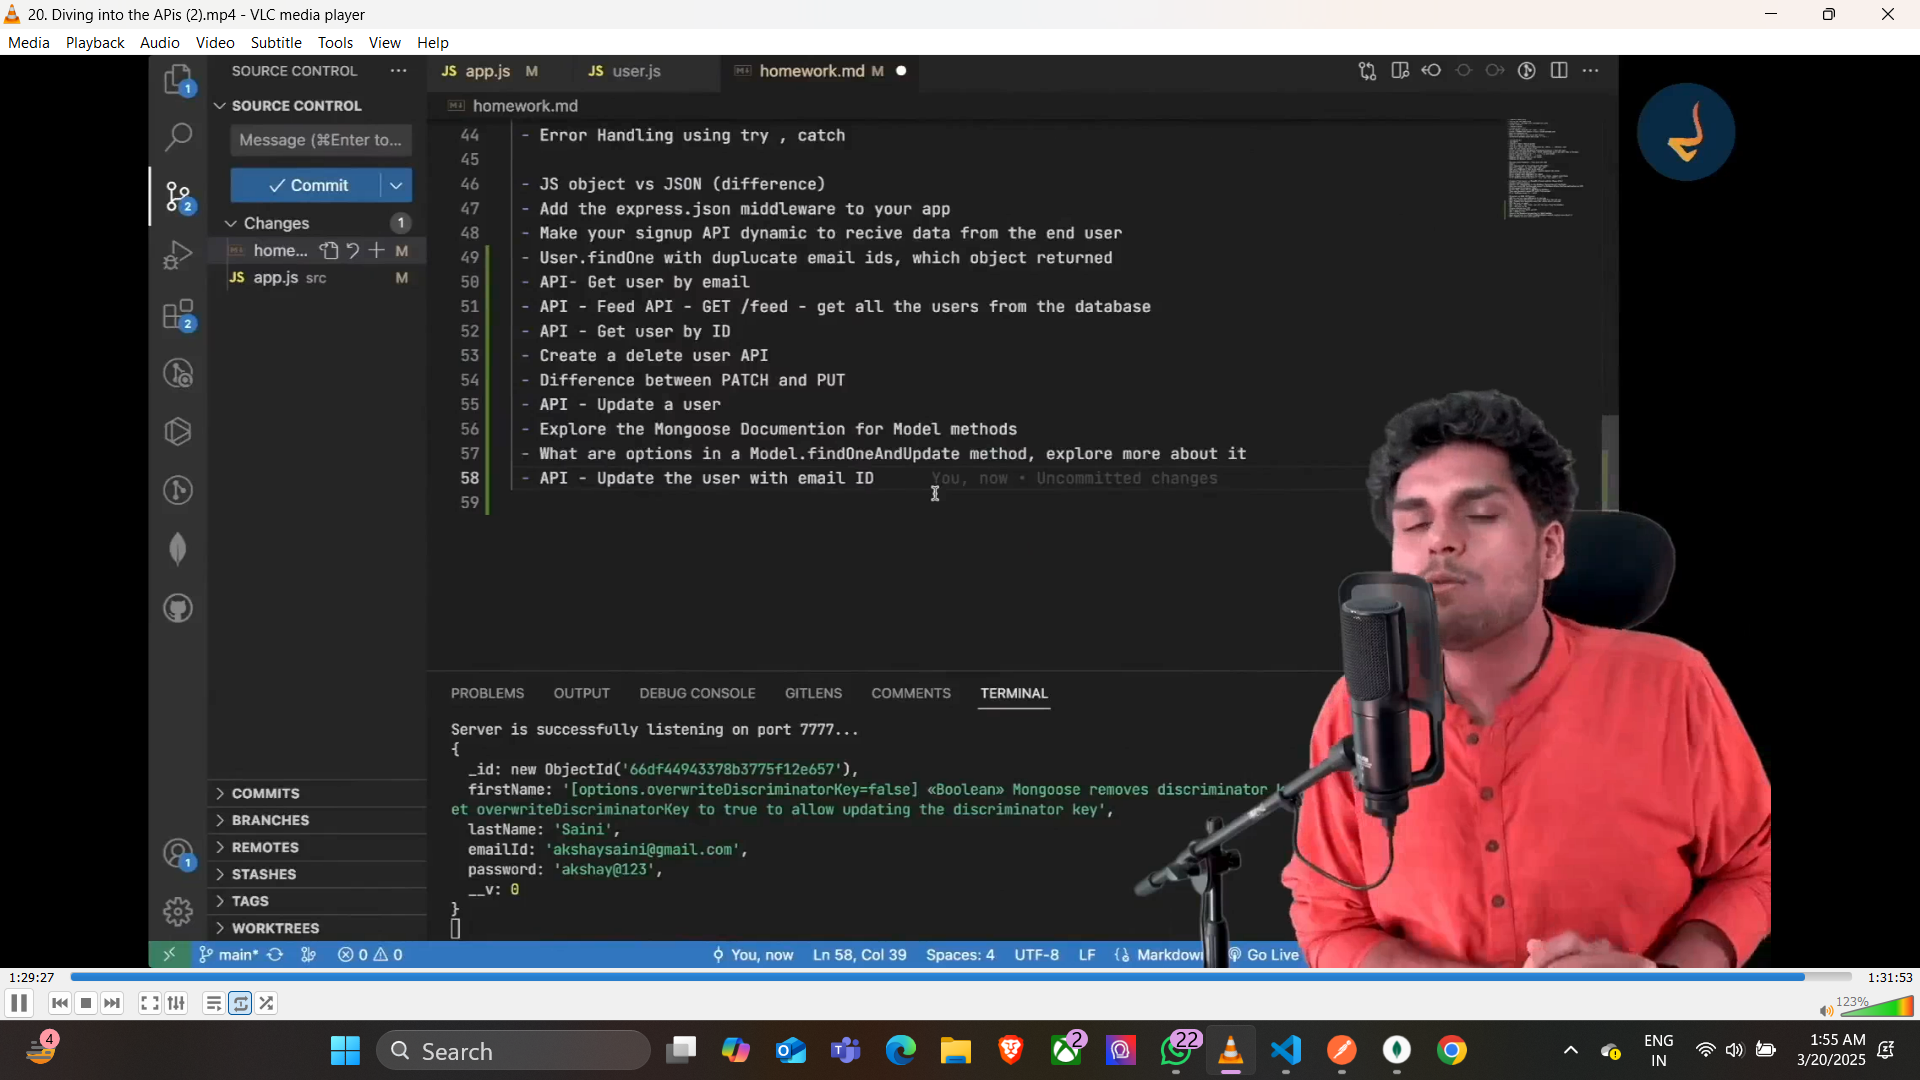 20. Diving into the APis (2).mp4 - VLC media player
Media Playback Audio Video Subtitle Tools View Help
SOURCE CONTROL
JS app.js M
JS user.js
homework.md M
SOURCE CONTROL
Message (⌘Enter to...
Commit
Changes 1
home... M
JS app.js src M
1
2
2
1
homework.md
44 - Error Handling using try , catch
45
46 - JS object vs JSON (difference)
47 - Add the express.json middleware to your app
48 - Make your signup API dynamic to recive data from the end user
49 - User.findOne with duplucate email ids, which object returned
50 - API- Get user by email
51 - API - Feed API - GET /feed - get all the users from the database
52 - API - Get user by ID
53 - Create a delete user API
54 - Difference between PATCH and PUT
55 - API - Update a user
56 - Explore the Mongoose Documention for Model methods
57 - What are options in a Model.findOneAndUpdate method, explore more about it
58 - API - Update the user with email ID You, now • Uncommitted changes
59
COMMITS
BRANCHES
REMOTES
STASHES
TAGS
WORKTREES
PROBLEMS OUTPUT DEBUG CONSOLE GITLENS COMMENTS TERMINAL
Server is successfully listening on port 7777...
{
_id: new ObjectId('66df44943378b3775f12e657'),
firstName: '[options.overwriteDiscriminatorKey=false] «Boolean» Mongoose removes discriminator
et overwriteDiscriminatorKey to true to allow updating the discriminator key',
lastName: 'Saini',
emailId: 'akshaysaini@gmail.com',
password: 'akshay@123',
__v: 0
}
main* 0 0 You, now Ln 58, Col 39 Spaces: 4 UTF-8 LF {} Markdown Go Live
1:29:27
1:31:53
123%
4
Search
2
22
ENG
IN
1:55 AM
3/20/2025